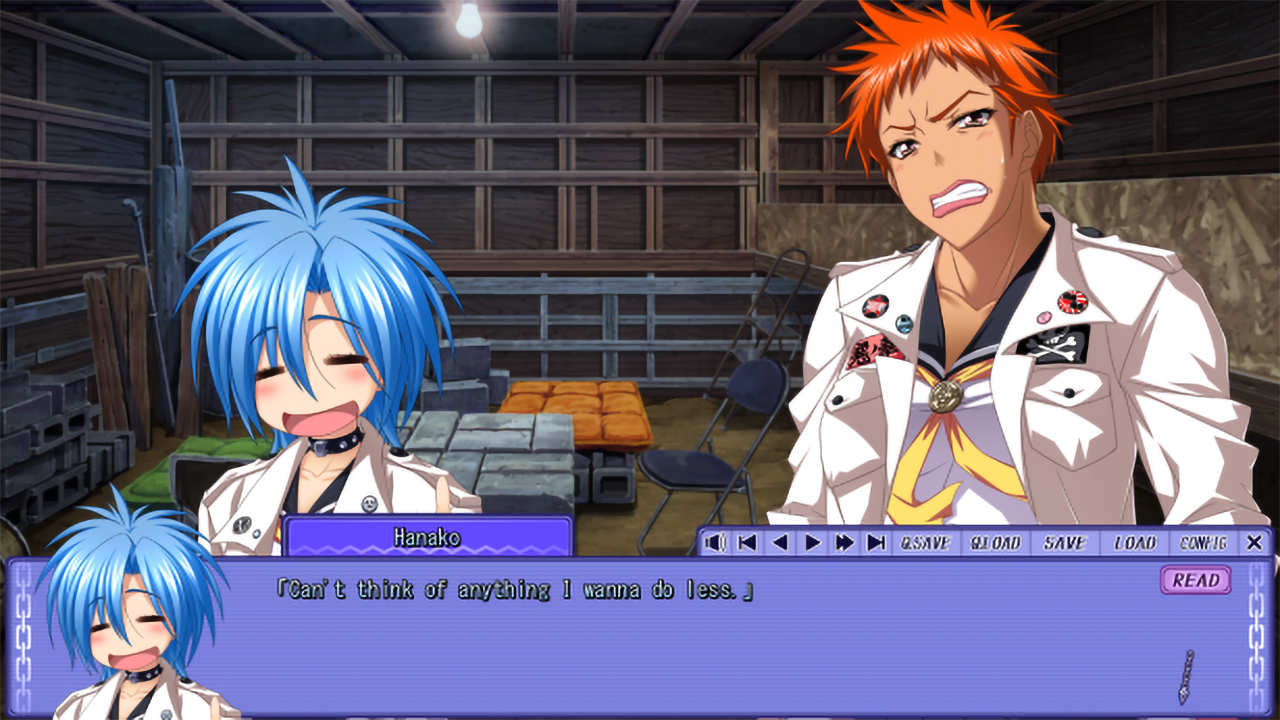 Hanako
QSAVE QLOAD SAVE LOAD CONFIG
「Can't think of anything I wanna do less.」
READ